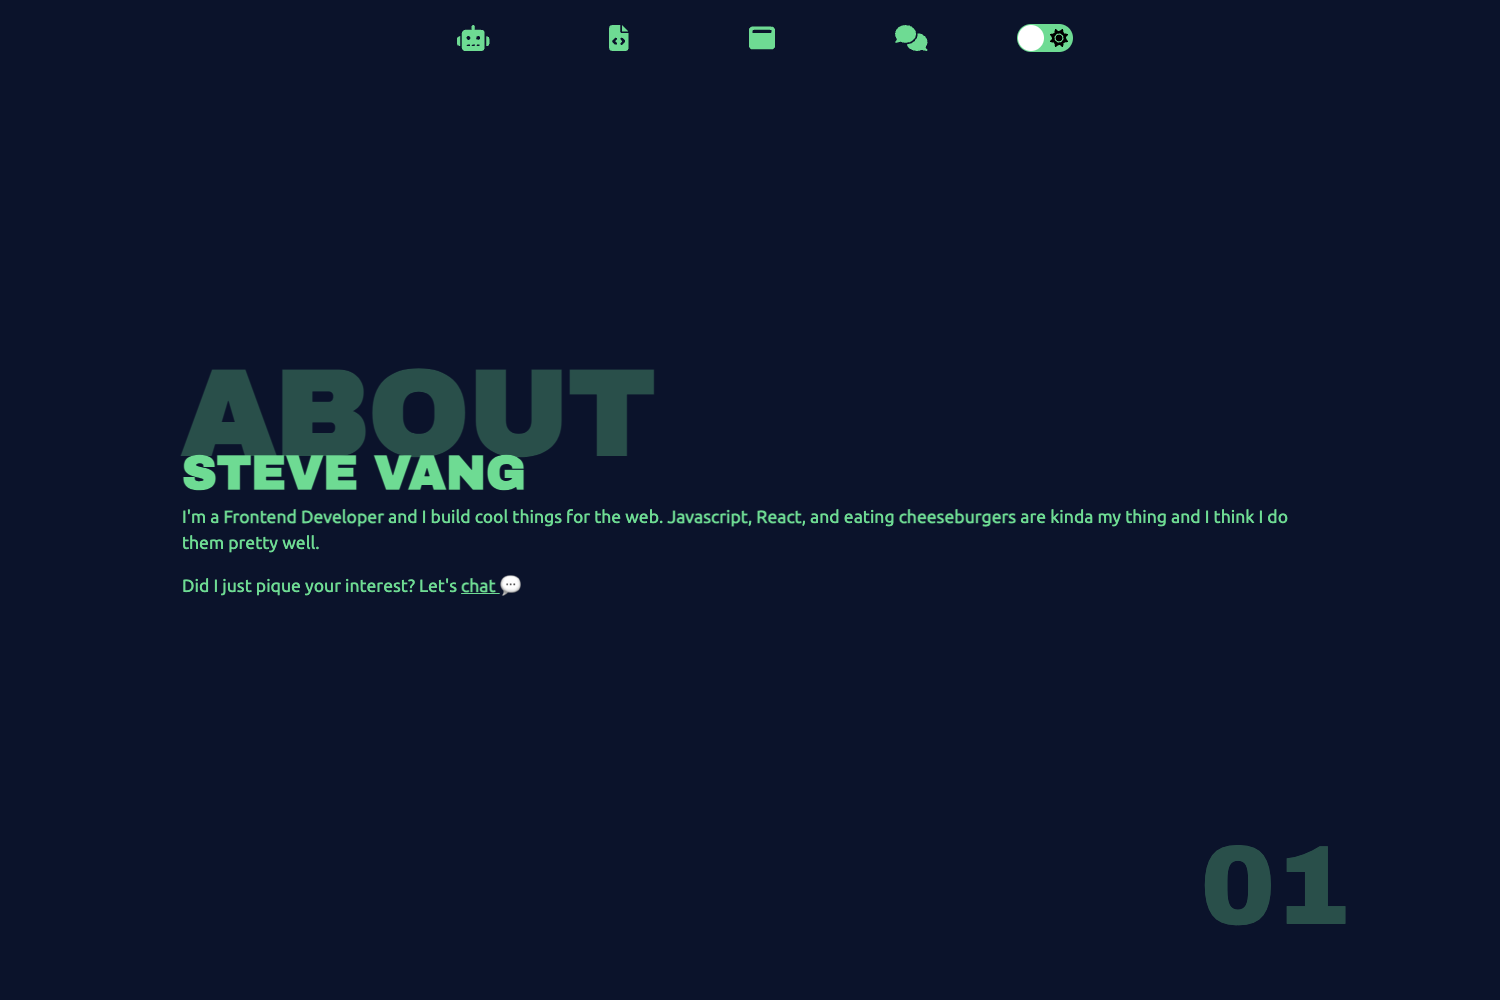 ABOUT
STEVE VANG
I'm a Frontend Developer and I build cool things for the web. Javascript, React, and eating cheeseburgers are kinda my thing and I think I do
them pretty well.
Did I just pique your interest? Let's chat 💬
01